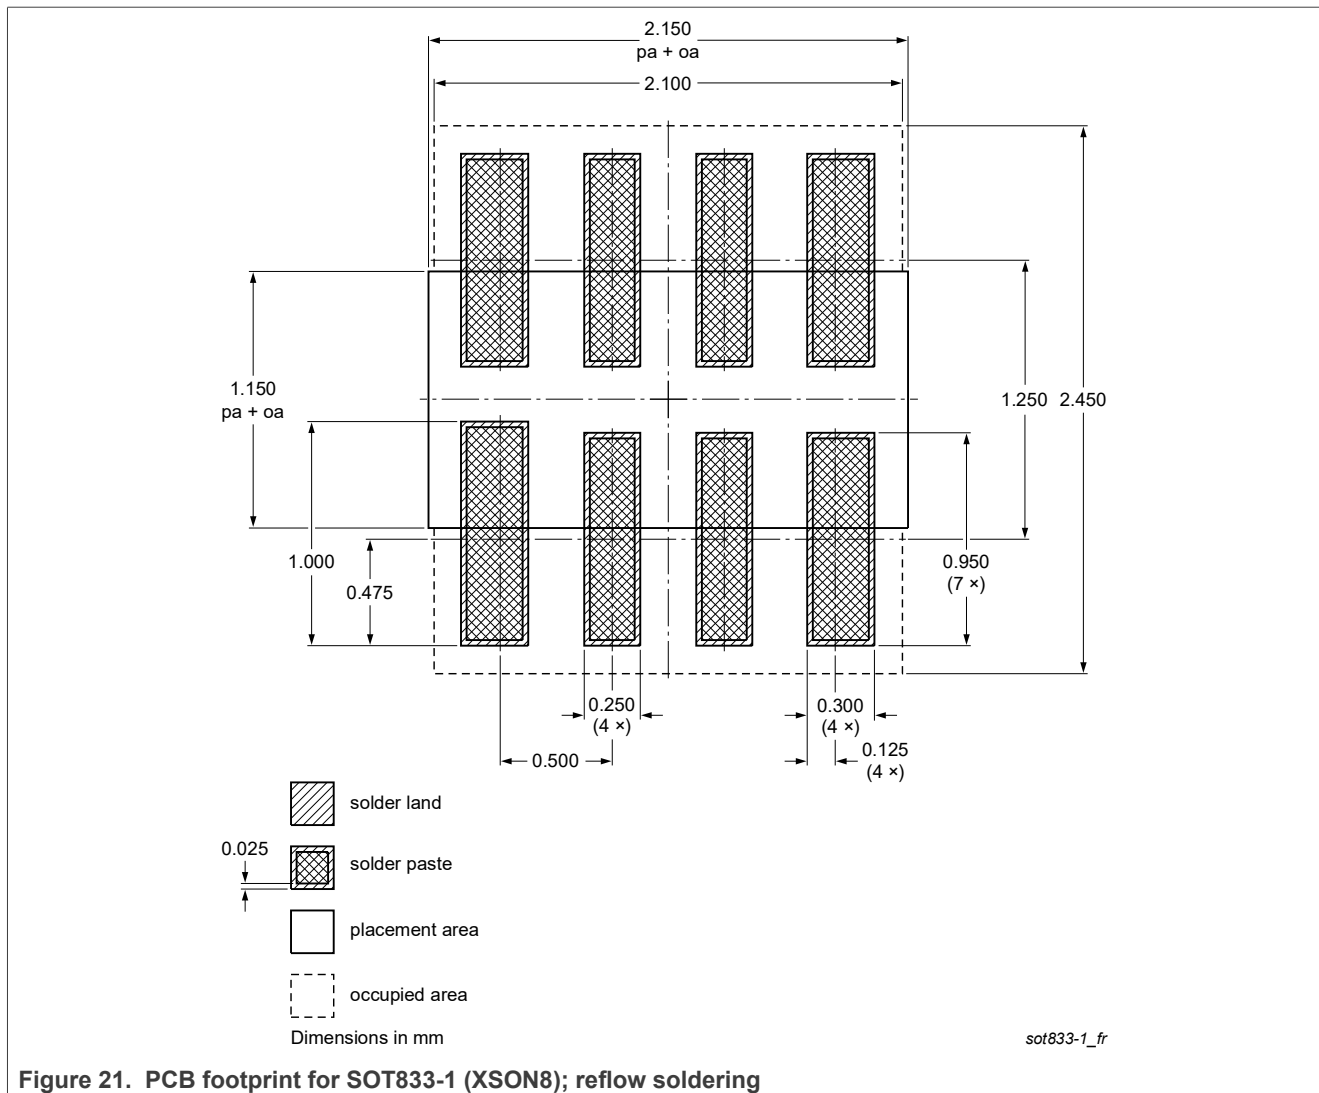 2.150
pa + oa
2.100
1.150
pa + oa
1.250
2.450
1.000
0.475
0.950
(7 ×)
0.250
(4 ×)
0.300
(4 ×)
0.500
0.125
(4 ×)
solder land
0.025
solder paste
placement area
occupied area
Dimensions in mm
sot833-1_fr
Figure 21. PCB footprint for SOT833-1 (XSON8); reflow soldering